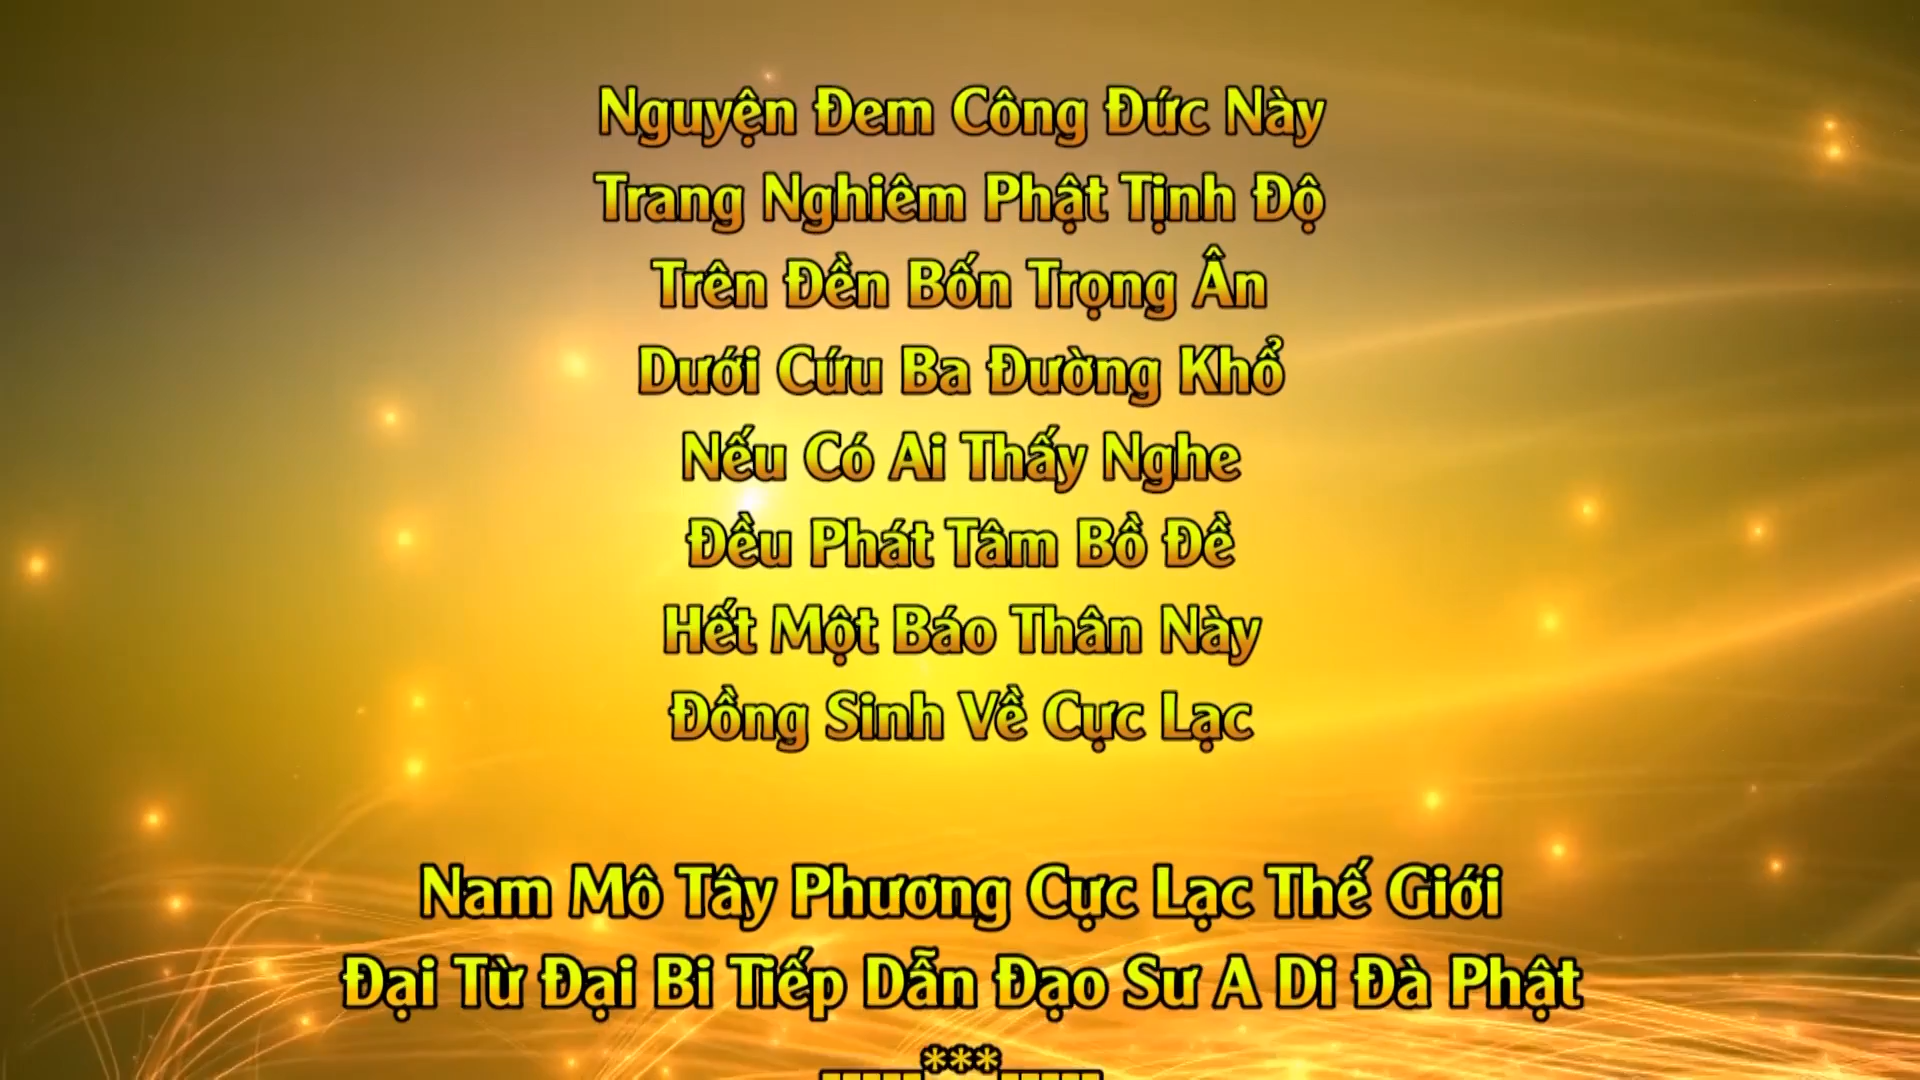 Nguyện Đem Công Đức Này
Trang Nghiêm Phật Tịnh Độ
Trên Đền Bốn Trọng Ân
Dưới Cứu Ba Đường Khổ
Nếu Có Ai Thấy Nghe
Đều Phát Tâm Bồ Đề
Hết Một Báo Thân Này
Đồng Sinh Về Cực Lạc
Nam Mô Tây Phương Cực Lạc Thế Giới
Đại Từ Đại Bi Tiếp Dẫn Đạo Sư A Di Đà Phật
***